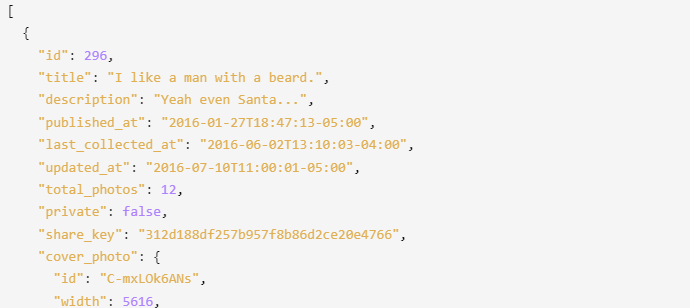 [
  {
    "id": 296,
    "title": "I like a man with a beard.",
    "description": "Yeah even Santa...",
    "published_at": "2016-01-27T18:47:13-05:00",
    "last_collected_at": "2016-06-02T13:10:03-04:00",
    "updated_at": "2016-07-10T11:00:01-05:00",
    "total_photos": 12,
    "private": false,
    "share_key": "312d188df257b957f8b86d2ce20e4766",
    "cover_photo": {
      "id": "C-mxLOk6ANs",
      "width": 5616,